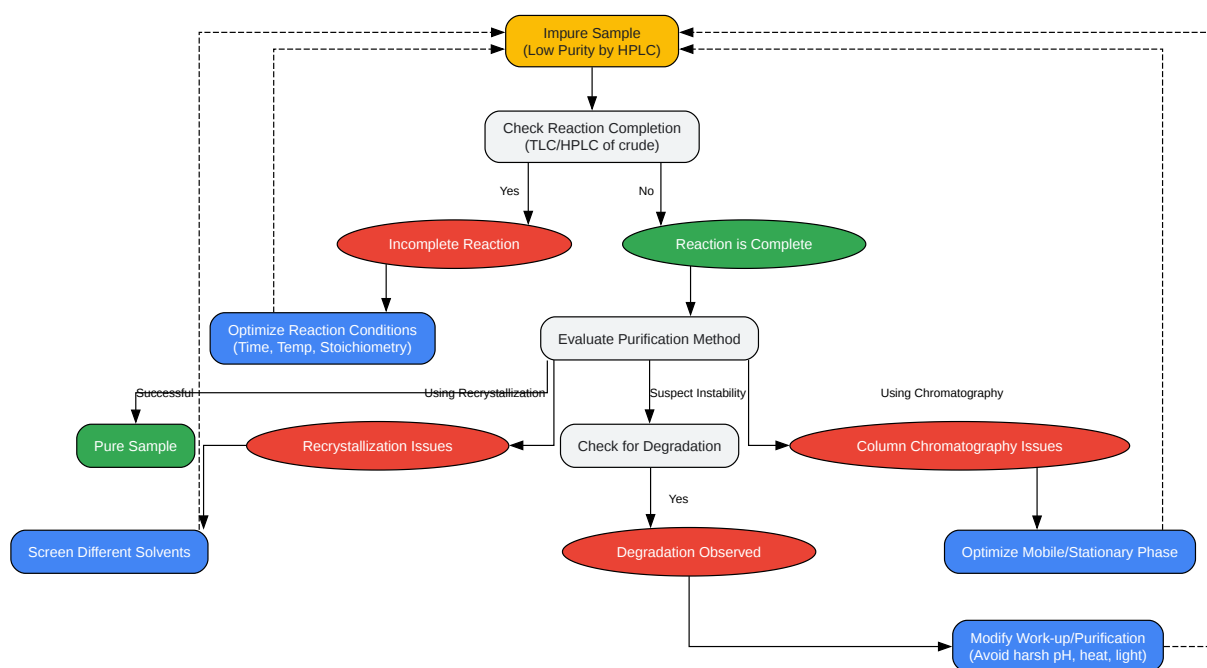 Impure Sample
(Low Purity by HPLC)
Check Reaction Completion
(TLC/HPLC of crude)
Yes
No
Incomplete Reaction
Reaction is Complete
Optimize Reaction Conditions
(Time, Temp, Stoichiometry)
Evaluate Purification Method
Successful
Using Recrystallization
Suspect Instability
Using Chromatography
Pure Sample
Recrystallization Issues
Check for Degradation
Column Chromatography Issues
Yes
Screen Different Solvents
Degradation Observed
Optimize Mobile/Stationary Phase
Modify Work-up/Purification
(Avoid harsh pH, heat, light)